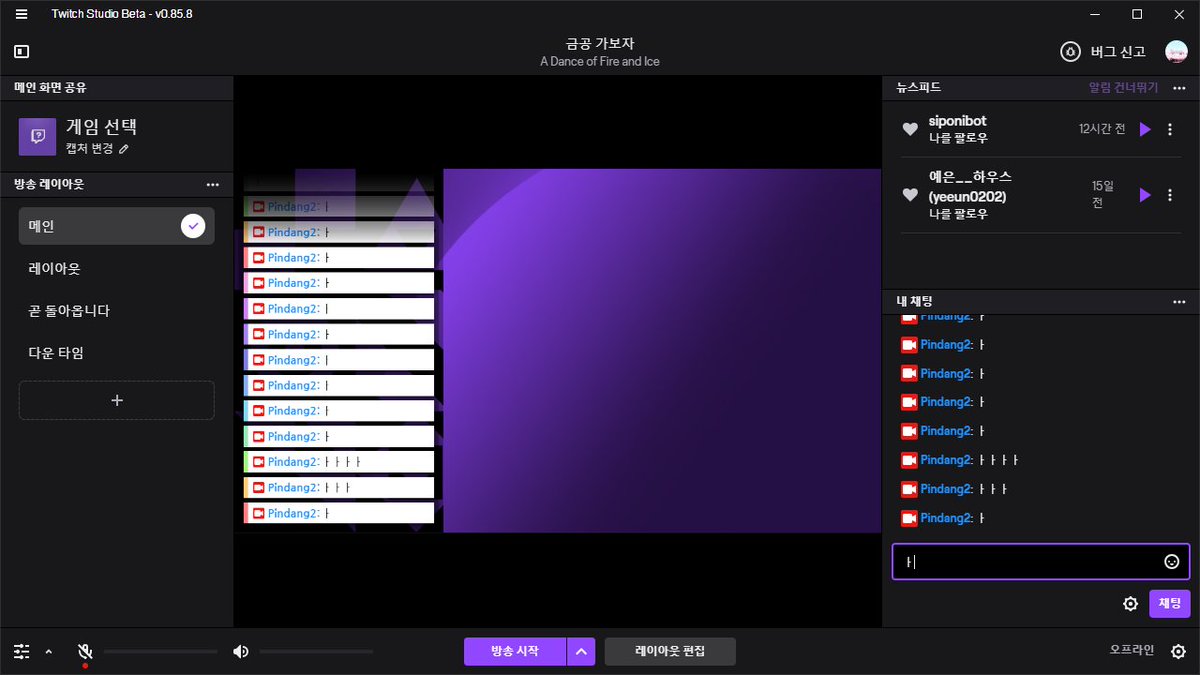 Twitch Studio Beta - v0.85.8
금공 가보자
A Dance of Fire and Ice
버그 신고
메인 화면 공유
게임 선택
캡처 변경
방송 레이아웃
메인
레이아웃
곧 돌아옵니다
다운 타임
+
Pindang2: ㅏ
Pindang2: ㅏ
Pindang2: ㅏ
Pindang2: ㅏ
Pindang2: ㅣ
Pindang2: ㅏ
Pindang2: ㅣ
Pindang2: ㅏ
Pindang2: ㅏ
Pindang2: ㅏ
Pindang2: ㅏㅏㅏㅏ
Pindang2: ㅏㅏㅏ
Pindang2: ㅏ
뉴스피드
알림 건너뛰기
siponibot
나를 팔로우
12시간 전
예은__하우스
(yeeun0202)
나를 팔로우
15일
전
내 채팅
Pindang2: ㅏ
Pindang2: ㅏ
Pindang2: ㅏ
Pindang2: ㅏ
Pindang2: ㅏ
Pindang2: ㅏㅏㅏㅏ
Pindang2: ㅏㅏㅏ
Pindang2: ㅏ
ㅏ
채팅
방송 시작
레이아웃 편집
오프라인